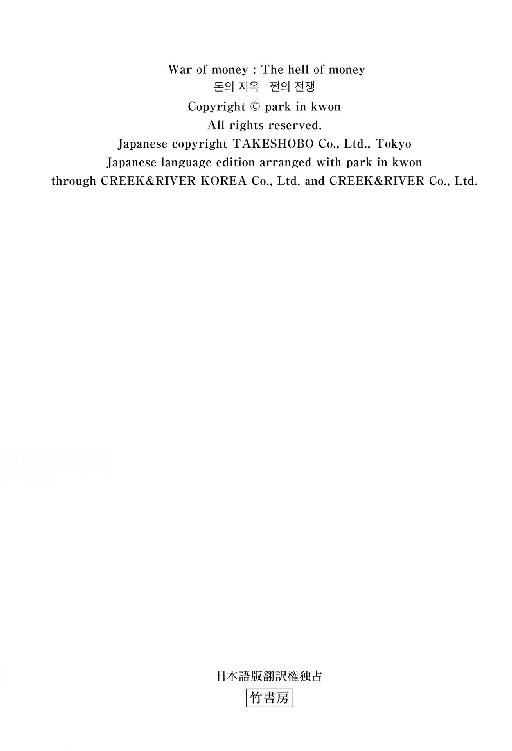 War of money : The hell of money
돈의 지옥 쩐의 전쟁
Copyright © park in kwon
All rights reserved.
Japanese copyright TAKESHOBO Co., Ltd., Tokyo
Japanese language edition arranged with park in kwon
through CREEK&RIVER KOREA Co., Ltd. and CREEK&RIVER Co., Ltd.
日本語版翻訳権独占
竹書房